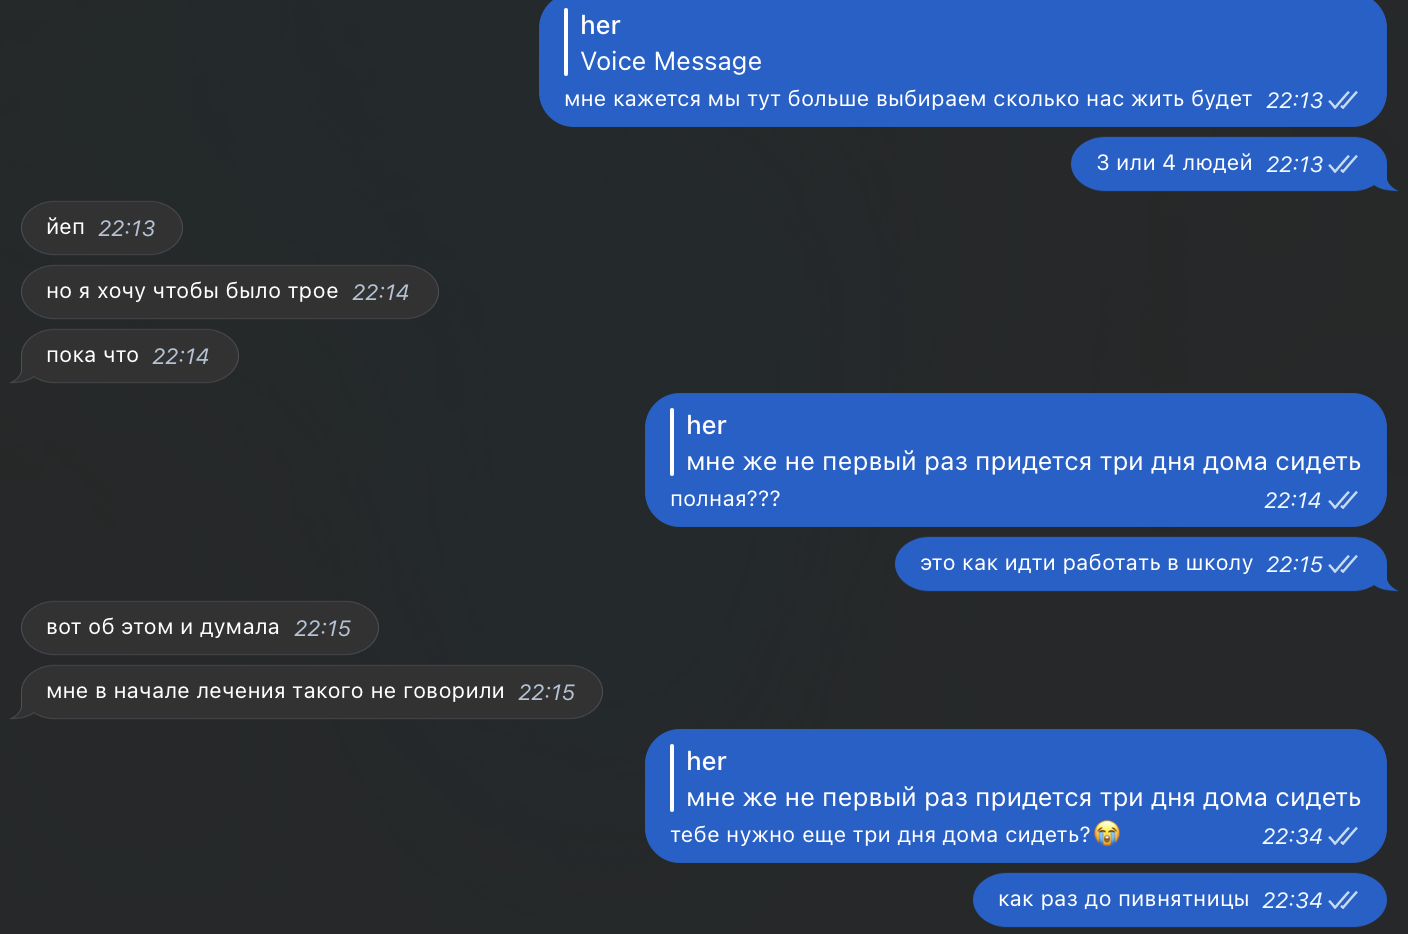 her
Voice Message
мне кажется мы тут больше выбираем сколько нас жить будет 22:13
3 или 4 людей 22:13
йеп 22:13
но я хочу чтобы было трое 22:14
пока что 22:14
her
мне же не первый раз придется три дня дома сидеть
полная??? 22:14
это как идти работать в школу 22:15
вот об этом и думала 22:15
мне в начале лечения такого не говорили 22:15
her
мне же не первый раз придется три дня дома сидеть
тебе нужно еще три дня дома сидеть?😭 22:34
как раз до пивнятницы 22:34